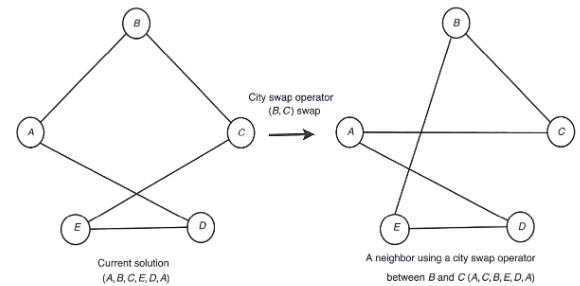 B
B
City swap operator
(B, C) swap
A
C
A
C
E
D
E
D
Current solution
(A, B, C, E, D, A)
A neighbor using a city swap operator
between B and C (A, C, B, E, D, A)